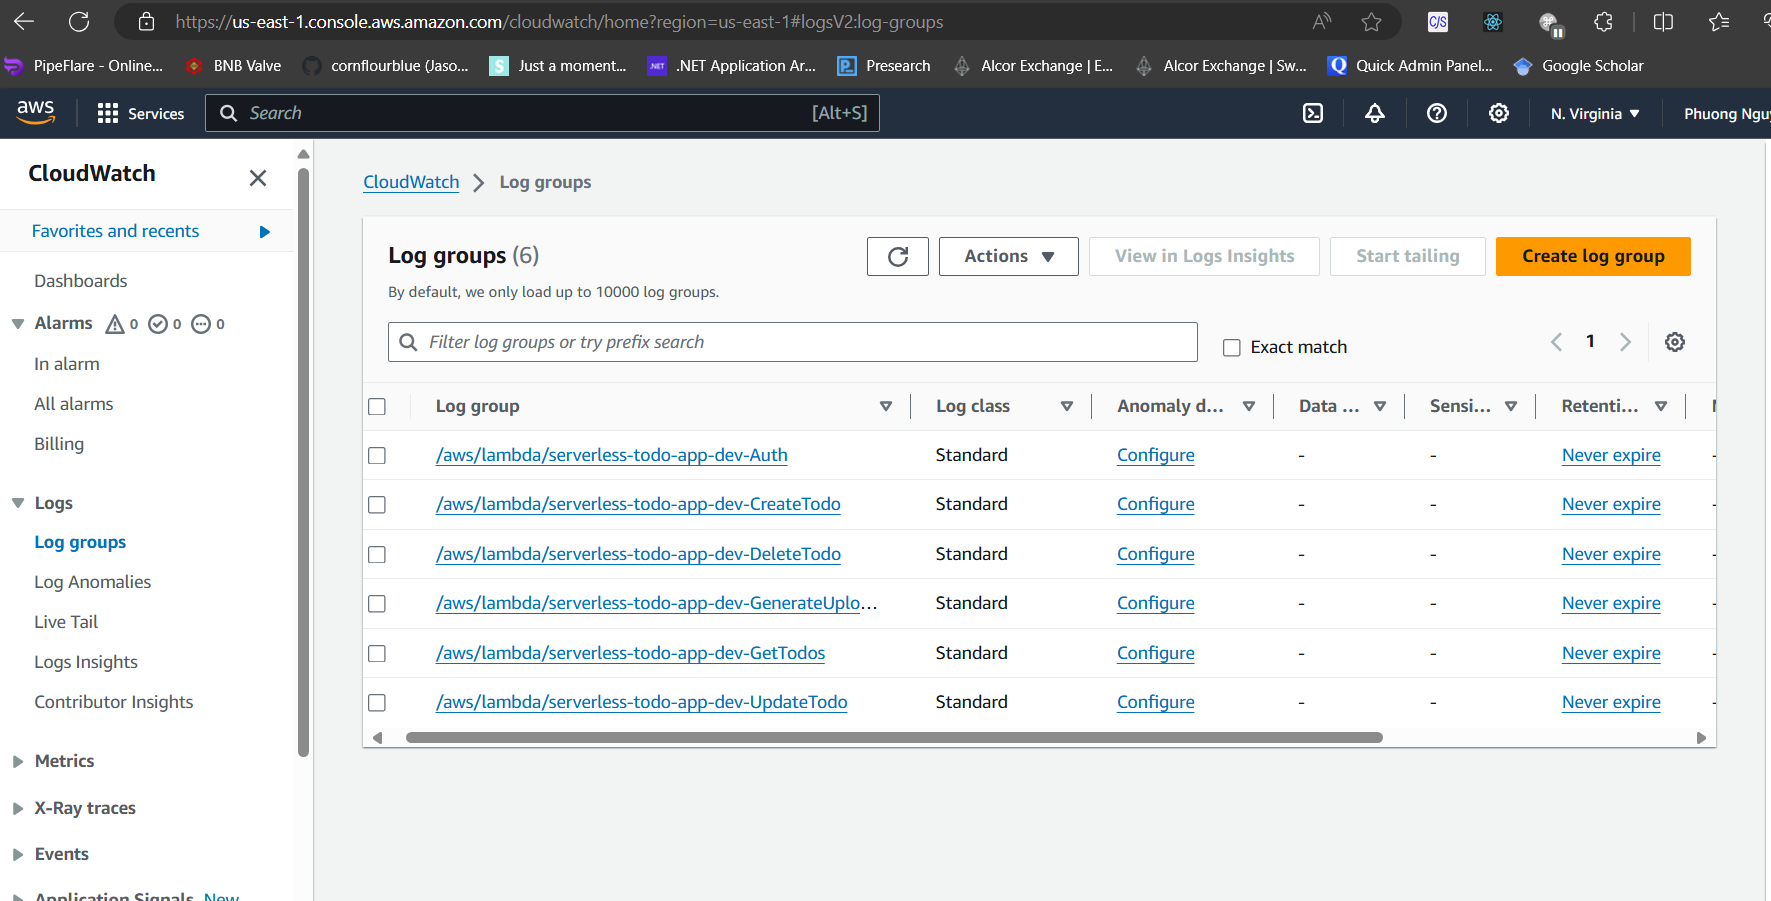 https://us-east-1.console.aws.amazon.com/cloudwatch/home?region=us-east-1#logsV2:log-groups
CJS
PipeFlare - Online...
BNB Valve
cornflourblue (Jaso...
S
Just a moment...
.NET
.NET Application Ar...
Presearch
Alcor Exchange | E...
Alcor Exchange | Sw...
Q
Quick Admin Panel...
Google Scholar
aws
Services
Search
[Alt+S]
N. Virginia
Phuong Ngu
CloudWatch
Favorites and recents
Dashboards
Alarms 0 0 0
In alarm
All alarms
Billing
Logs
Log groups
Log Anomalies
Live Tail
Logs Insights
Contributor Insights
Metrics
X-Ray traces
Events
Application Signals New
CloudWatch > Log groups
Log groups (6)
Actions
View in Logs Insights
Start tailing
Create log group
By default, we only load up to 10000 log groups.
Filter log groups or try prefix search
Exact match
1
Log group Log class Anomaly d... Data ... Sensi... Retenti...
/aws/lambda/serverless-todo-app-dev-Auth Standard Configure - - Never expire -
/aws/lambda/serverless-todo-app-dev-CreateTodo Standard Configure - - Never expire -
/aws/lambda/serverless-todo-app-dev-DeleteTodo Standard Configure - - Never expire -
/aws/lambda/serverless-todo-app-dev-GenerateUplo... Standard Configure - - Never expire -
/aws/lambda/serverless-todo-app-dev-GetTodos Standard Configure - - Never expire -
/aws/lambda/serverless-todo-app-dev-UpdateTodo Standard Configure - - Never expire -